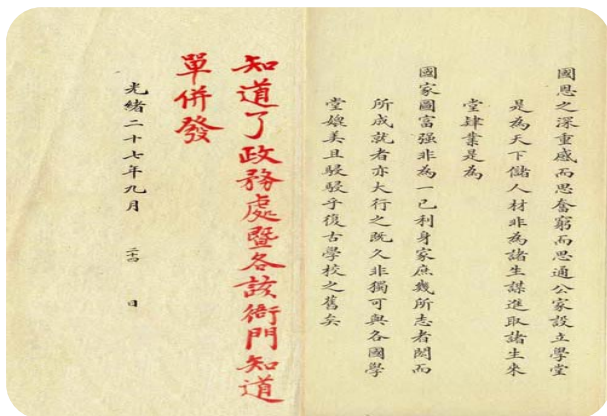 國恩之深重感而思奮窮而思通公家設立學堂
是為天下儲人材非為諸生謀進取諸生來
堂肄業是為
國家圖富强非為一己利身家庶幾所志者閎而
所成就者亦大行之既久非獨可與各國學
堂媲美且駸駸乎復古學校之舊矣
知道了政務處暨各該衙門知道
單併發
光緒二十七年九月二十四日